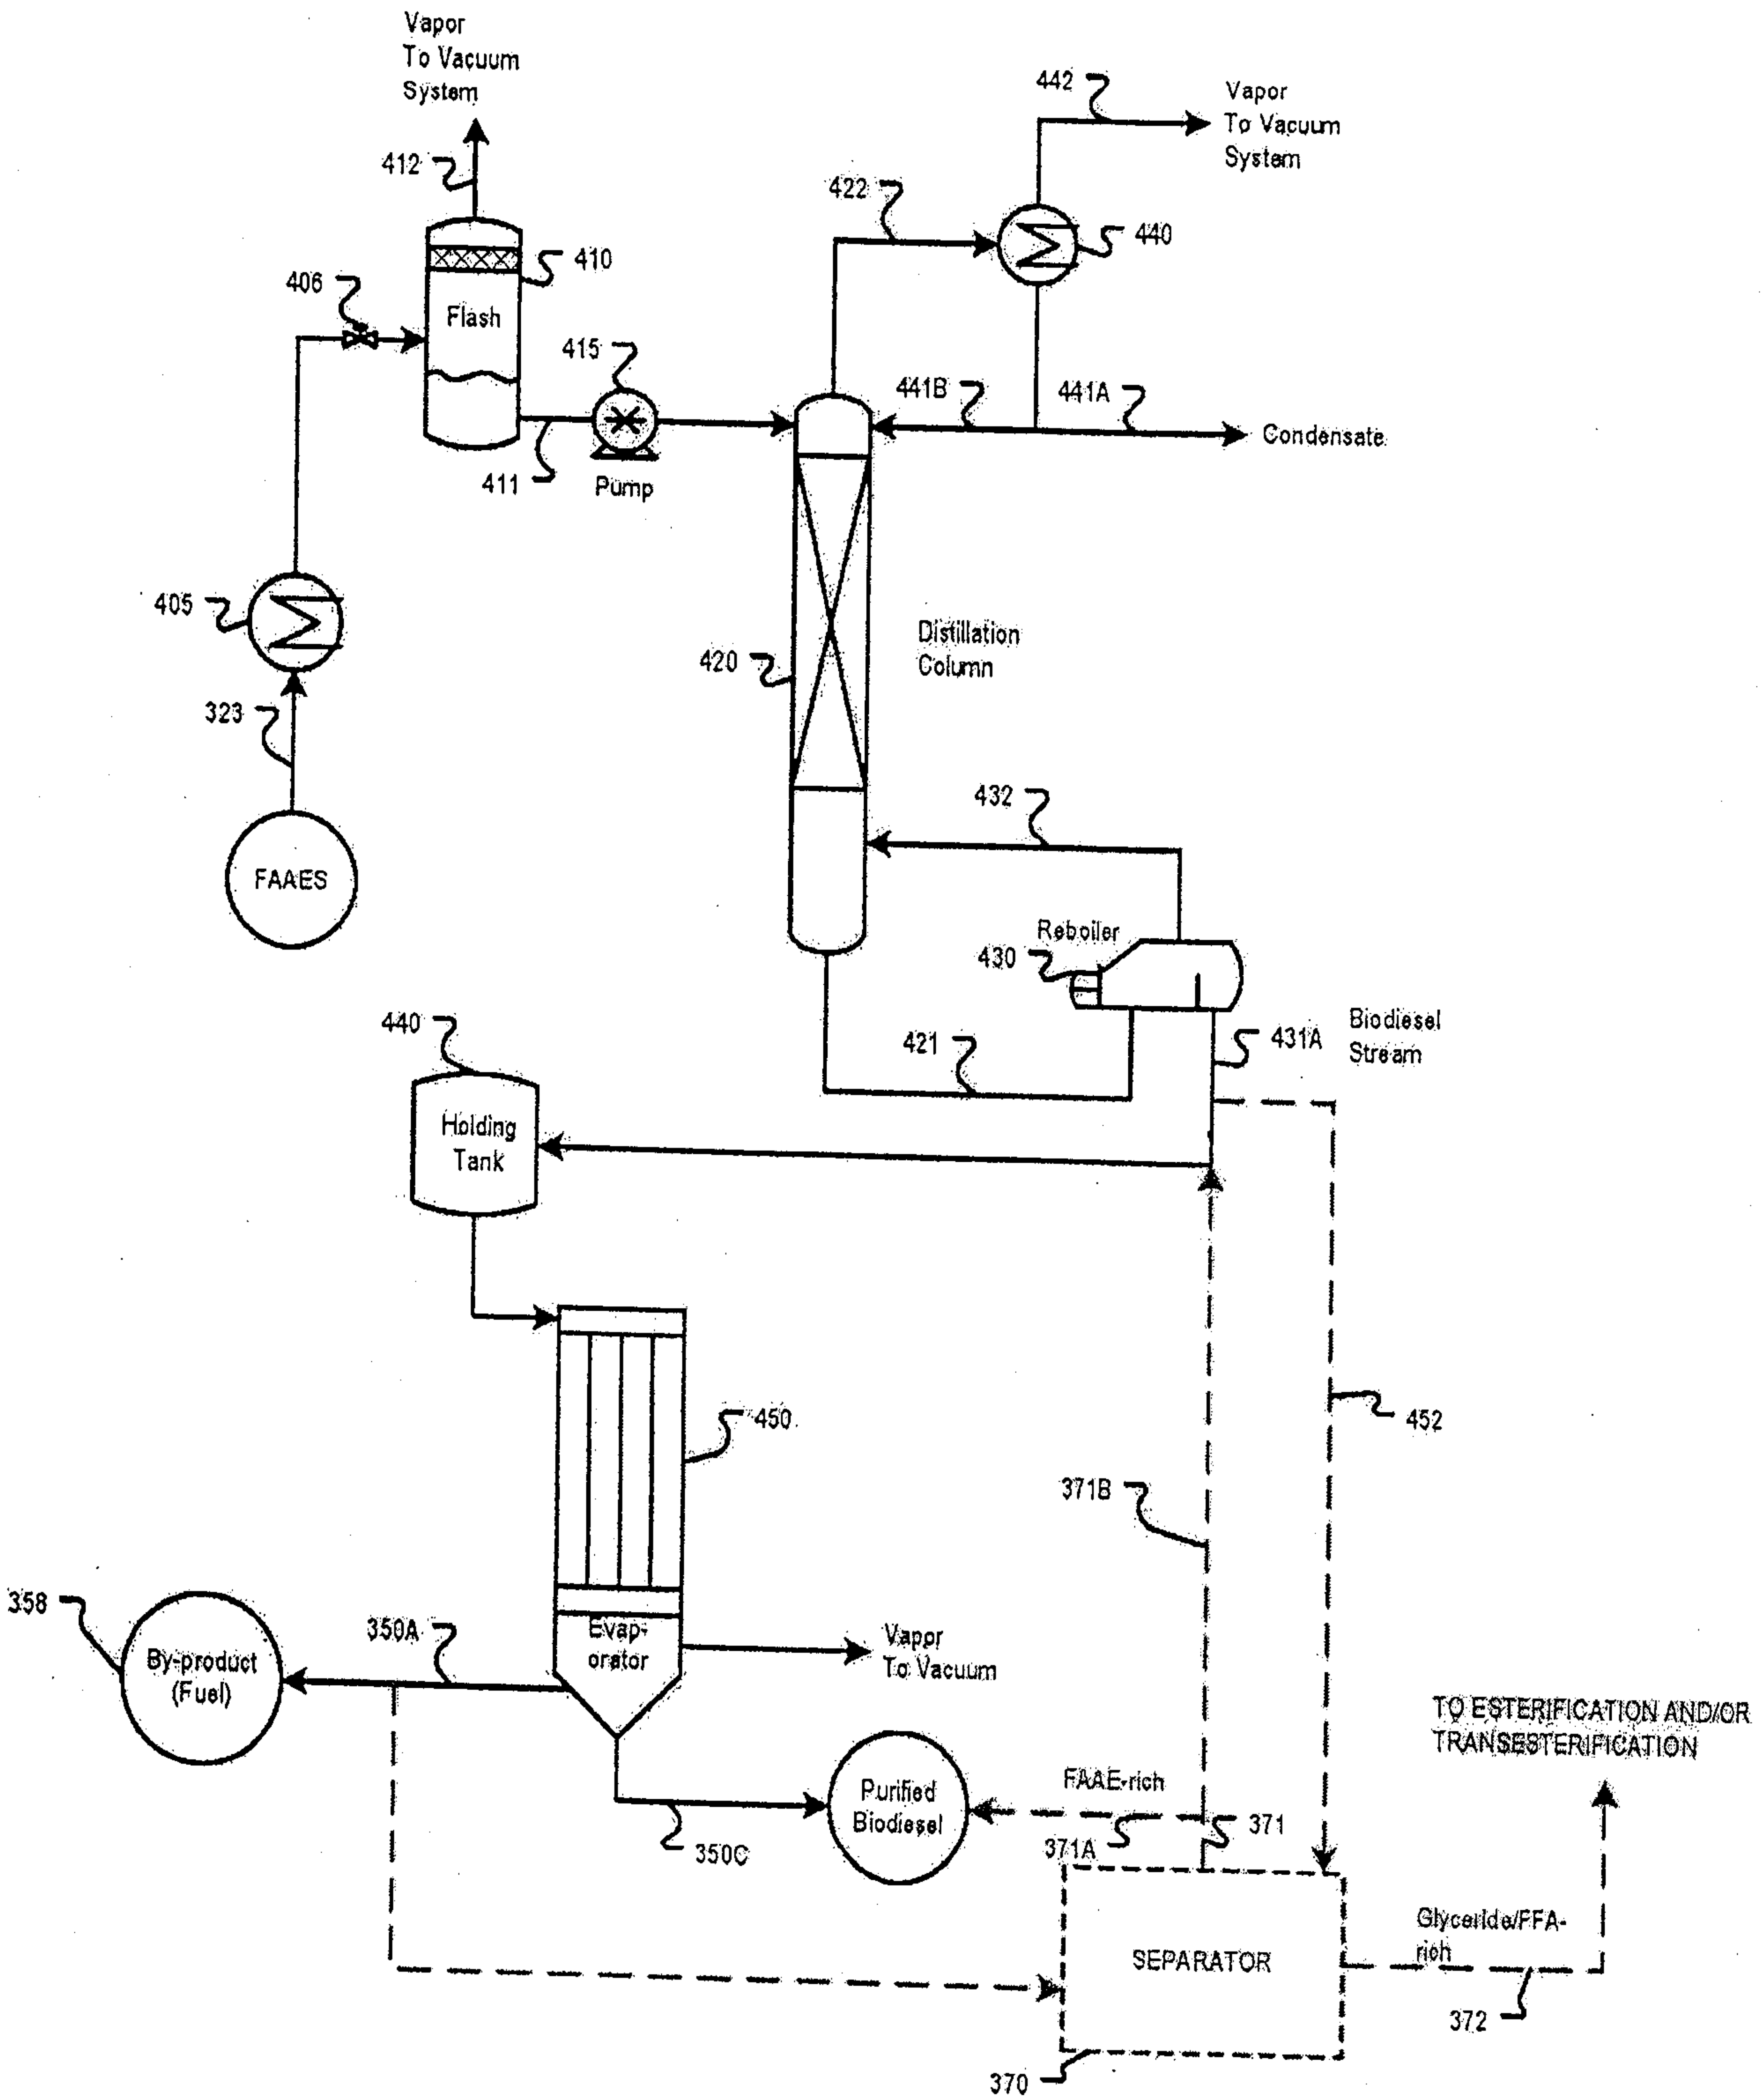 Vapor
To Vacuum
System
442
Vapor
To Vacuum
System
412
422
440
410
406
Flash
415
441B
441A
Condensate
411
Pump
405
Distillation
Column
420
323
432
FAAES
Reboiler
430
440
421
431A
Biodiesel
Stream
Holding
Tank
450
452
371B
358
350A
Evap-
orator
Vapor
To Vacuum
By-product
(Fuel)
TO ESTERIFICATION AND/OR
TRANSESTERIFICATION
FAAE-rich
Purified
Biodiesel
371
371A
350C
Glyceride/FFA-
rich
SEPARATOR
372
370